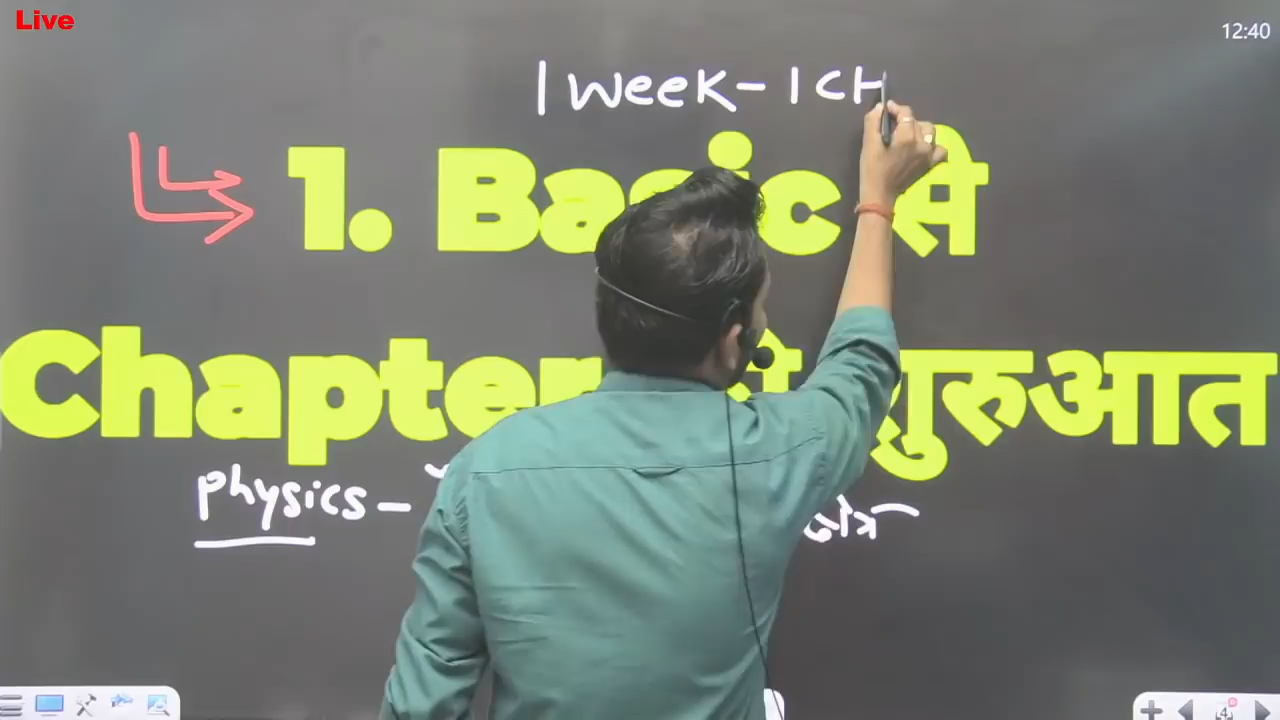 Live
12:40
1 week - 1 CH
1. Basic से
Chapter की शुरुआत
physics -